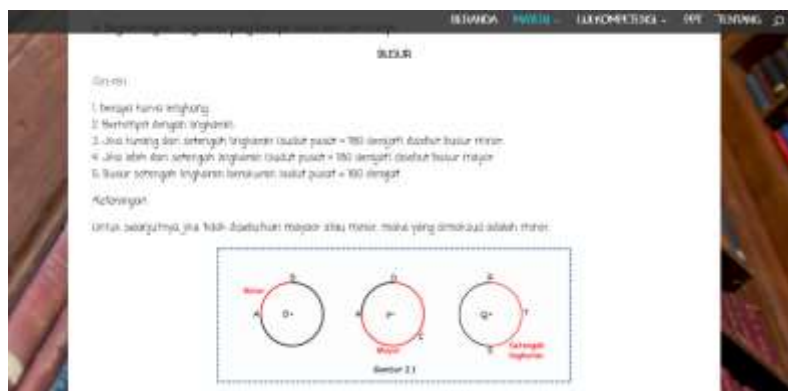 BERANDA MATERI UJI KOMPETENSI PPT TENTANG
BUSUR
Ciri-ciri
1. Berupa kurva lengkung
2. Berhimpit dengan lingkaran
3. Jika kurang dari setengah lingkaran (sudut pusat < 180 derajat) disebut busur minor
4. Jika lebih dari setengah lingkaran (sudut pusat > 180 derajat) disebut busur mayor
5. Busur setengah lingkaran berukuran sudut pusat = 180 derajat
Keterangan:
Untuk selanjutnya, jika tidak disebutkan mayor atau minor, maka yang dimaksud adalah minor.
Minor
A
O
A
P
C
Mayor
Q
T
S
Setengah
lingkaran
Gambar 2.1